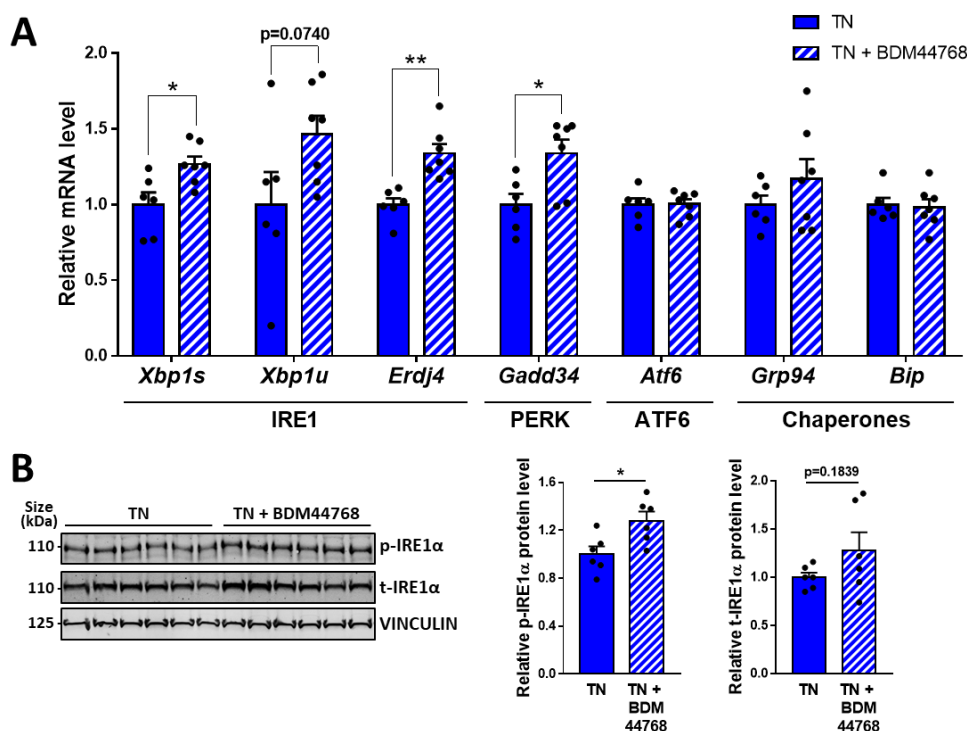 A
TN
TN + BDM44768
Relative mRNA level
2.0
1.5
1.0
0.5
0.0
*
p=0.0740
**
*
Xbp1s Xbp1u Erdj4 Gadd34 Atf6 Grp94 Bip
IRE1 PERK ATF6 Chaperones
B
Size
(kDa)
TN TN + BDM44768
110 p-IRE1α
110 t-IRE1α
125 VINCULIN
Relative p-IRE1α protein level
1.8
1.4
1.0
0.6
*
TN TN +
BDM
44768
Relative t-IRE1α protein level
2.0
1.5
1.0
0.5
0.0
p=0.1839
TN TN +
BDM
44768